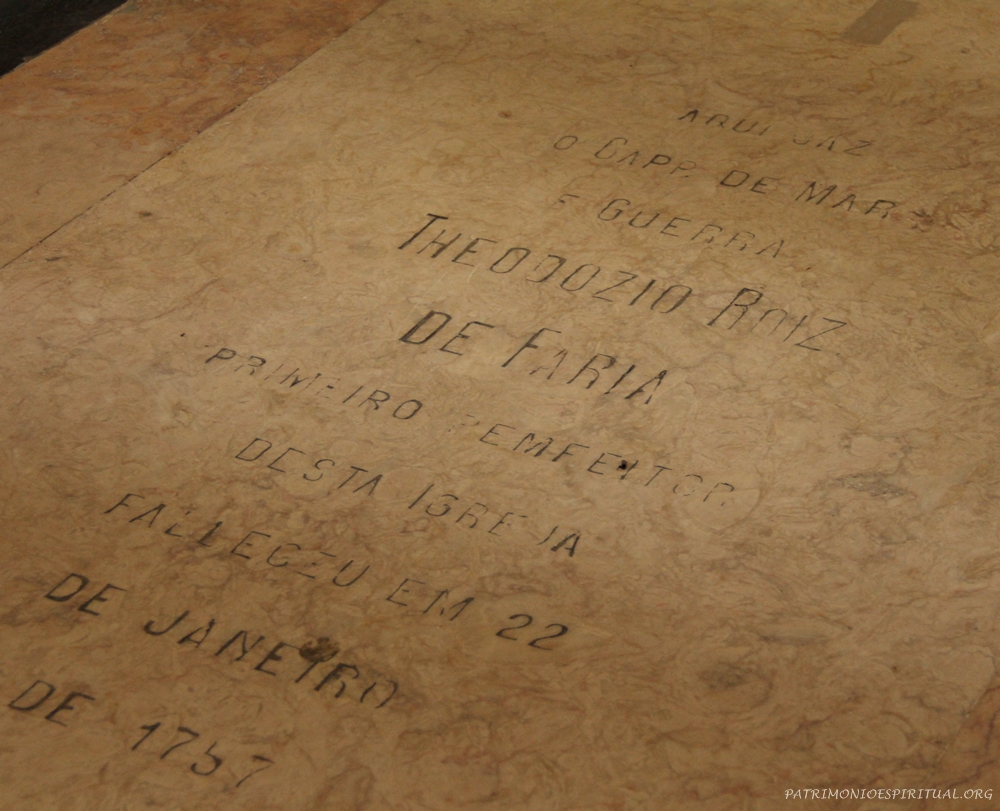 AQUI JAZ
O CAPP. DE MAR
E GUERRA
THEODOZIO ROIZ
DE FARIA
PRIMEIRO BEMFEITOR
DESTA IGREJA
FALLECEU EM 22
DE JANEIRO
DE 1757
PATRIMONIOESPIRITUAL.ORG